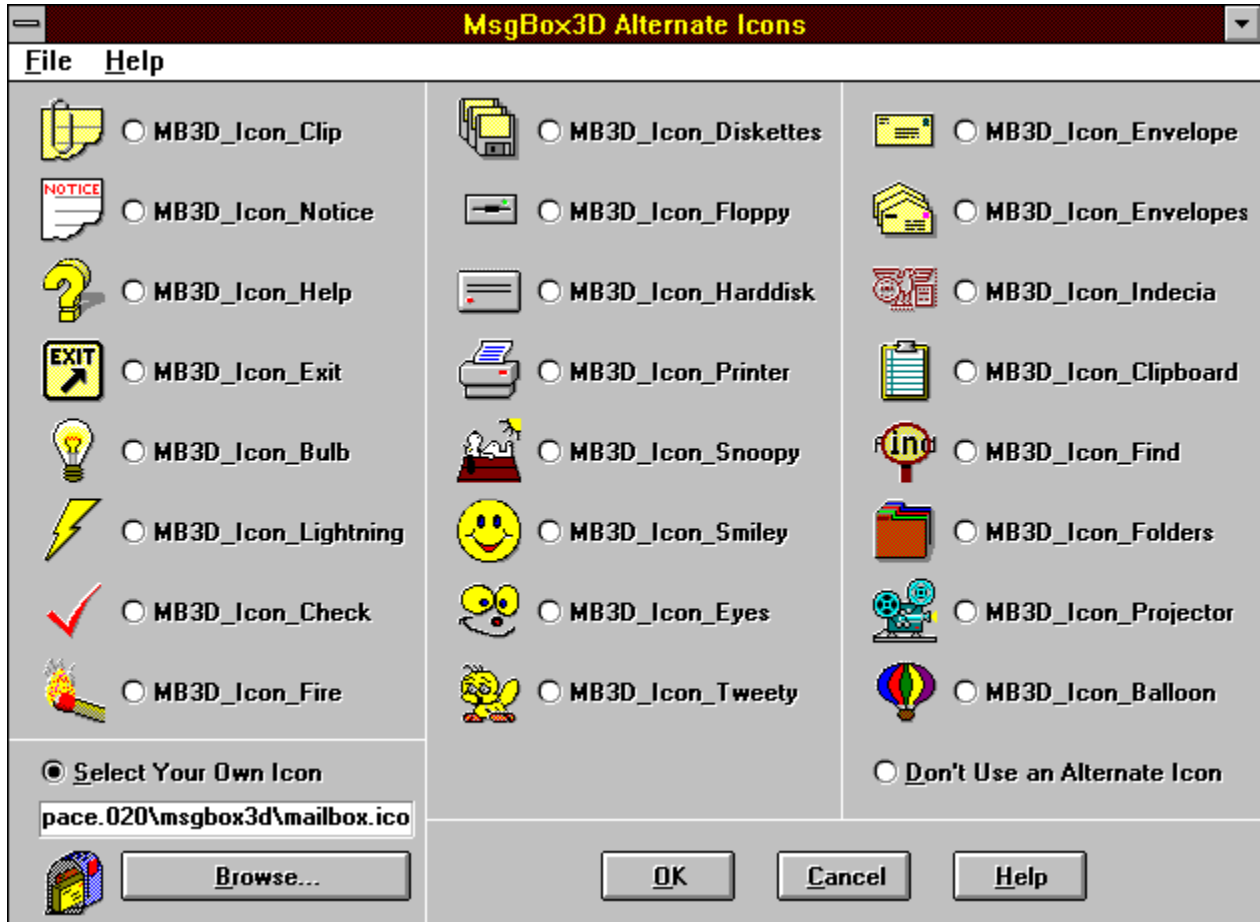 MsgBox3D Alternate Icons
File Help
MB3D_Icon_Clip
NOTICE
MB3D_Icon_Notice
MB3D_Icon_Help
EXIT
MB3D_Icon_Exit
MB3D_Icon_Bulb
MB3D_Icon_Lightning
MB3D_Icon_Check
MB3D_Icon_Fire
MB3D_Icon_Diskettes
MB3D_Icon_Floppy
MB3D_Icon_Harddisk
MB3D_Icon_Printer
MB3D_Icon_Snoopy
MB3D_Icon_Smiley
MB3D_Icon_Eyes
MB3D_Icon_Tweety
MB3D_Icon_Envelope
MB3D_Icon_Envelopes
MB3D_Icon_Indecia
MB3D_Icon_Clipboard
Find
MB3D_Icon_Find
MB3D_Icon_Folders
MB3D_Icon_Projector
MB3D_Icon_Balloon
Select Your Own Icon
pace.020\msgbox3d\mailbox.ico
Browse...
Don't Use an Alternate Icon
OK Cancel Help